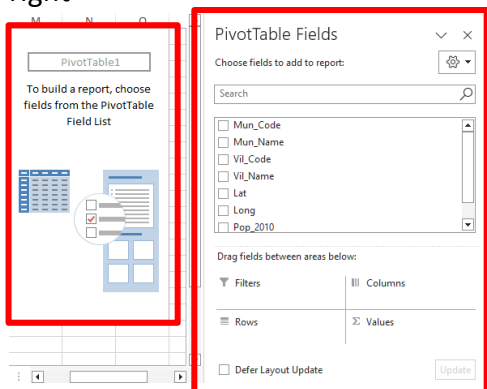 right
M N O
PivotTable1
To build a report, choose
fields from the PivotTable
Field List
PivotTable Fields
Choose fields to add to report:
Search
Mun_Code
Mun_Name
Vil_Code
Vil_Name
Lat
Long
Pop_2010
Drag fields between areas below:
Filters
Columns
Rows
Σ Values
Defer Layout Update
Update